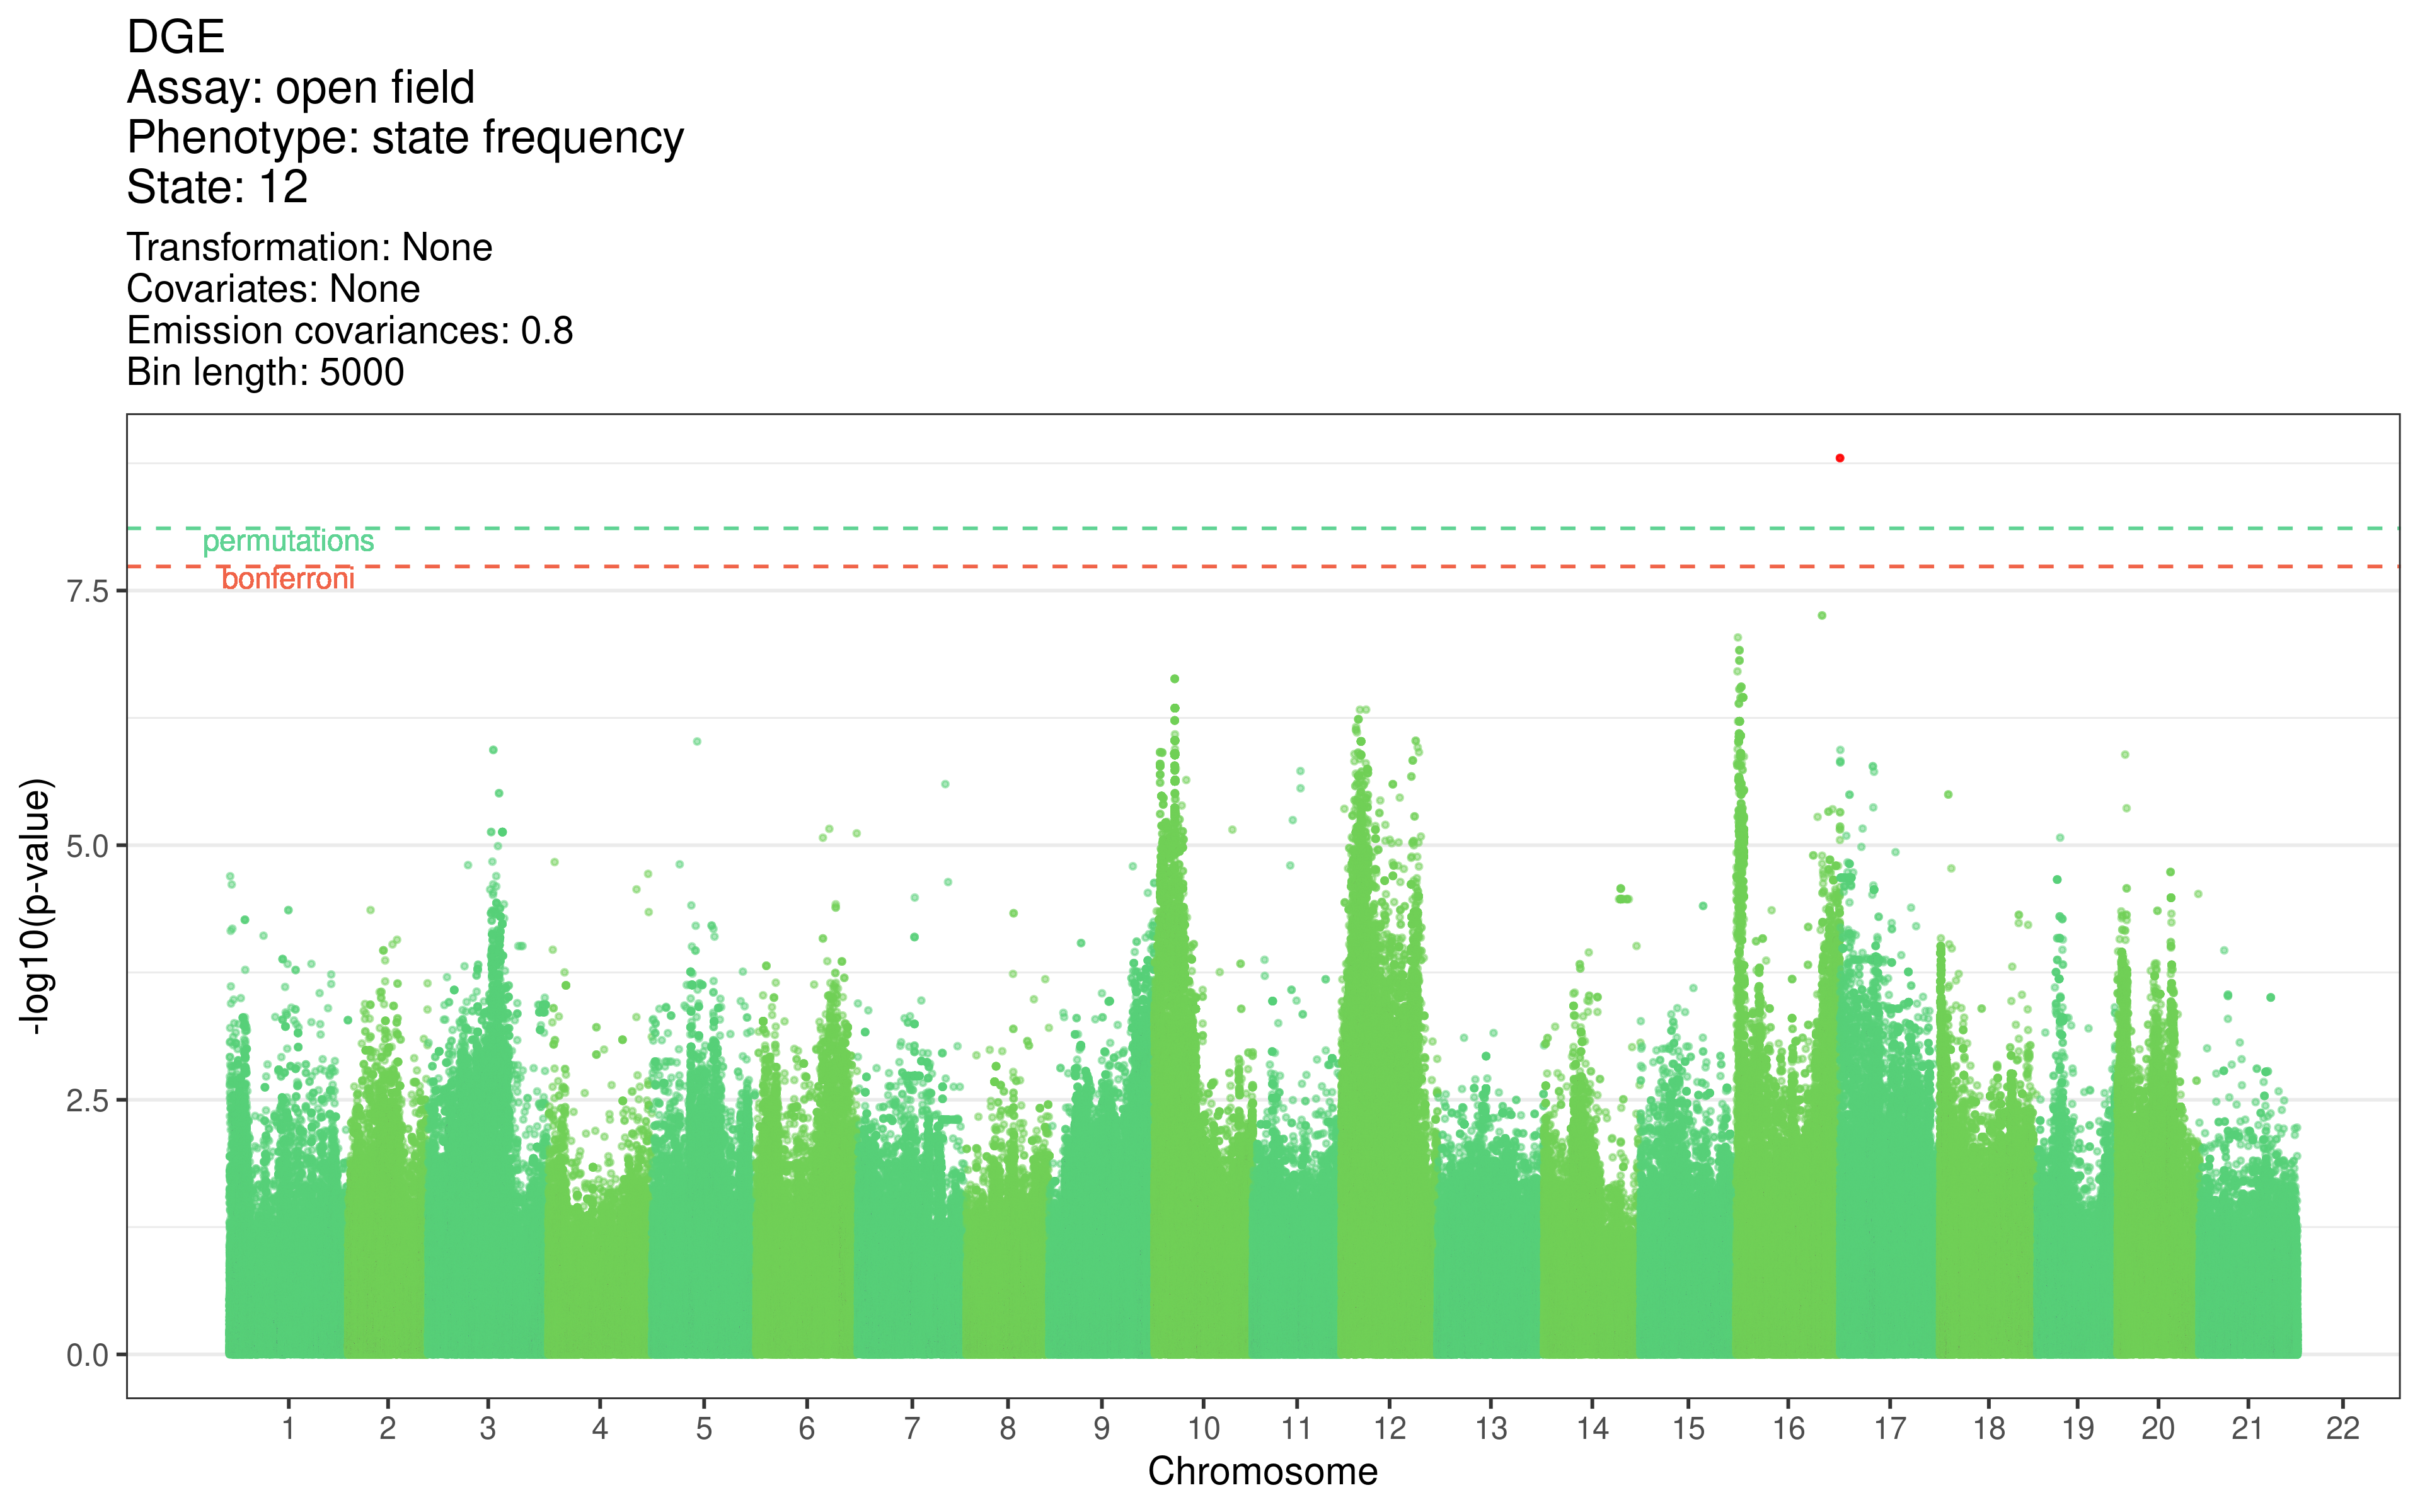 DGE
Assay: open field
Phenotype: state frequency
State: 12
Transformation: None
Covariates: None
Emission covariances: 0.8
Bin length: 5000
permutations
bonferroni
7.5
5.0
2.5
0.0
-log10(p-value)
1 2 3 4 5 6 7 8 9 10 11 12 13 14 15 16 17 18 19 20 21 22
Chromosome